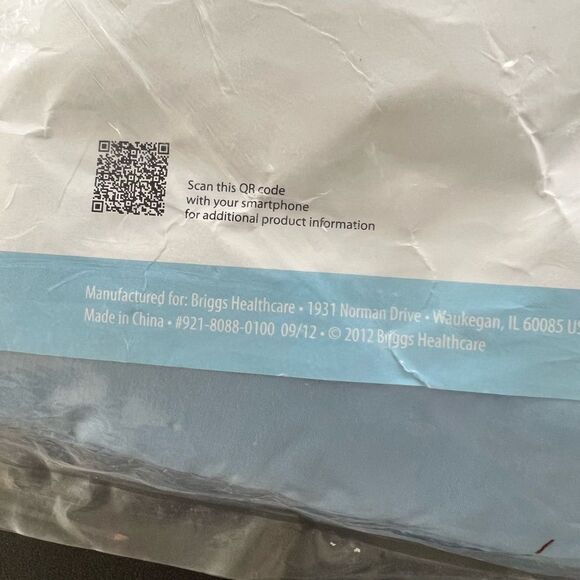 Scan this QR code
with your smartphone
for additional product information
Manufactured for: Briggs Healthcare • 1931 Norman Drive • Waukegan, IL 60085 US
Made in China • #921-8088-0100 09/12 • © 2012 Briggs Healthcare